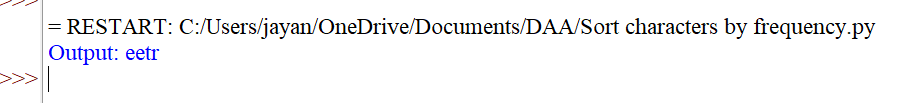 >>>
= RESTART: C:/Users/jayan/OneDrive/Documents/DAA/Sort characters by frequency.py
Output: eetr
>>>